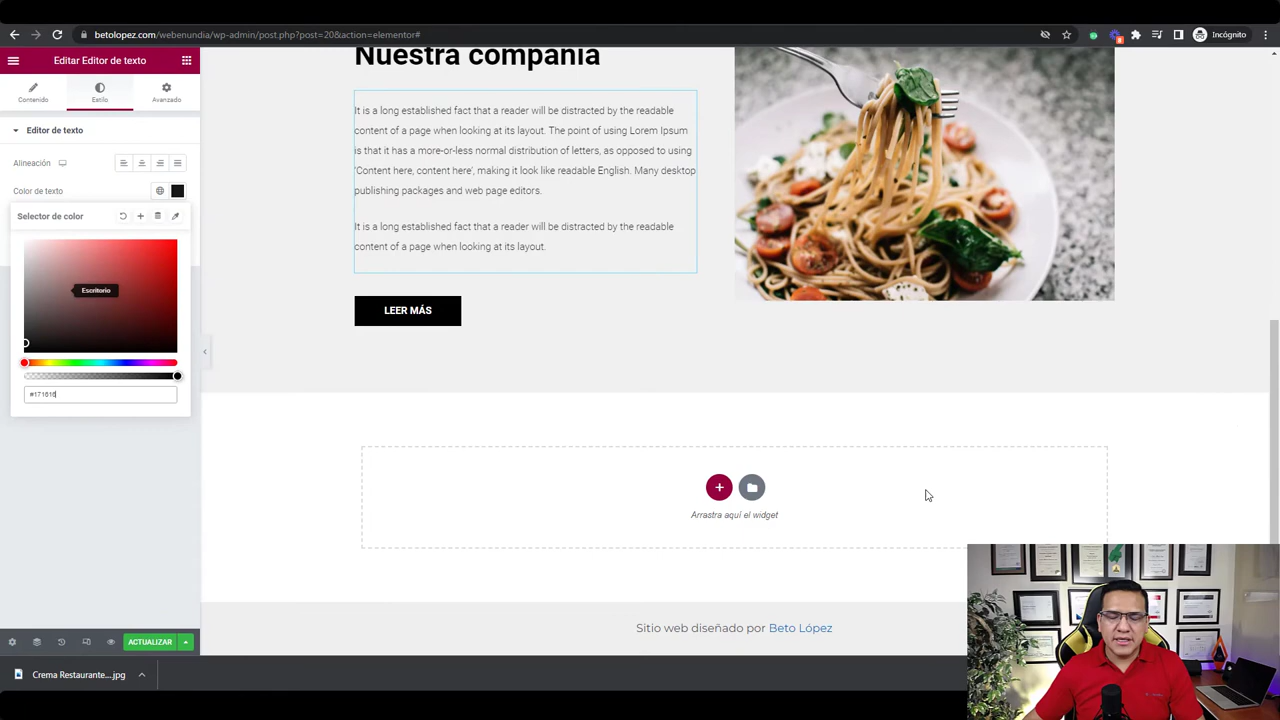 betolopez.com/webenundia/wp-admin/post.php?post=20&action=elementor#
Incógnito
Editar Editor de texto
Contenido
Estilo
Avanzado
Editor de texto
Alineación
Color de texto
Selector de color
Escritorio
#171616
ACTUALIZAR
Nuestra compañía
It is a long established fact that a reader will be distracted by the readable
content of a page when looking at its layout. The point of using Lorem Ipsum
is that it has a more-or-less normal distribution of letters, as opposed to using
'Content here, content here', making it look like readable English. Many desktop
publishing packages and web page editors.
It is a long established fact that a reader will be distracted by the readable
content of a page when looking at its layout.
LEER MÁS
Arrastra aquí el widget
Sitio web diseñado por Beto López
Crema Restaurante....jpg